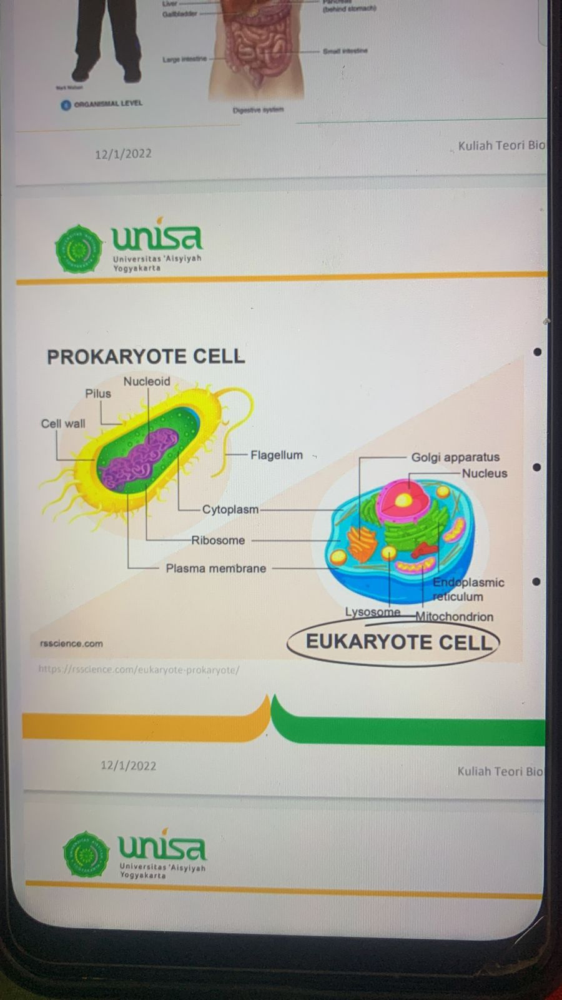 Liver
Gallbladder
Pancreas
(behind stomach)
Large intestine
Small intestine
ORGANISMAL LEVEL
Digestive system
12/1/2022
Kuliah Teori Bio
unisa
Universitas 'Aisyiyah
Yogyakarta
PROKARYOTE CELL
Nucleoid
Pilus
Cell wall
Flagellum
Golgi apparatus
Nucleus
Cytoplasm
Ribosome
Plasma membrane
Endoplasmic
reticulum
Lysosome
Mitochondrion
EUKARYOTE CELL
rsscience.com
https://rsscience.com/eukaryote-prokaryote/
12/1/2022
Kuliah Teori Bio
unisa
Universitas 'Aisyiyah
Yogyakarta